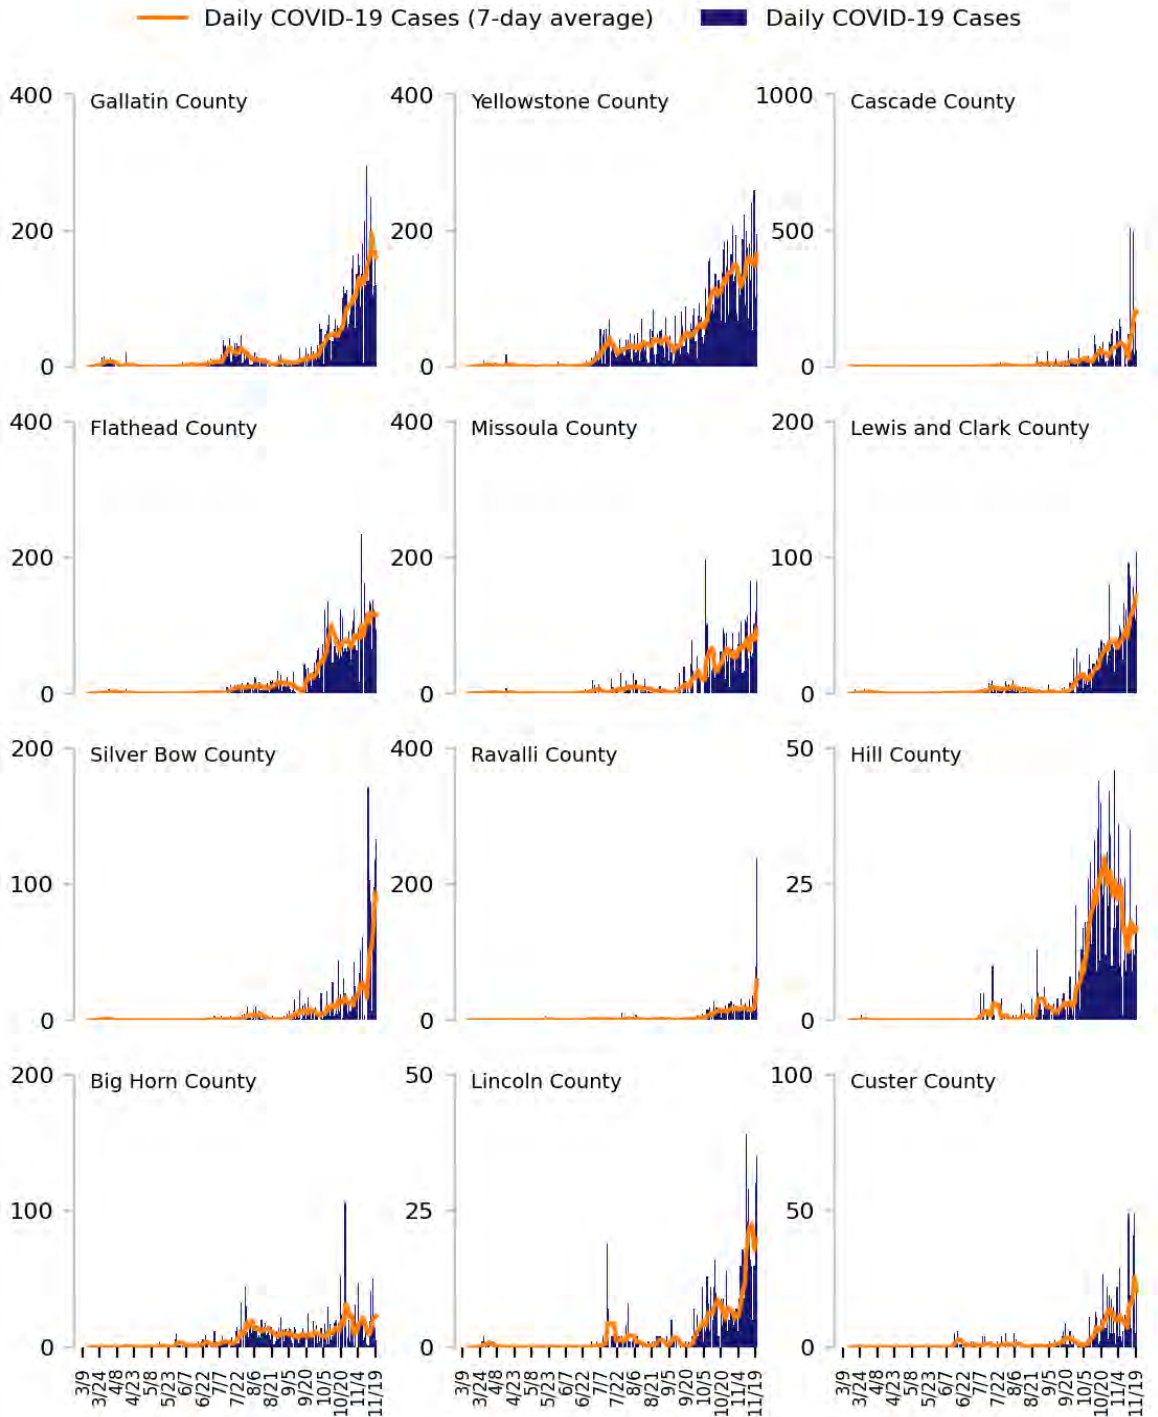 Daily COVID-19 Cases (7-day average) Daily COVID-19 Cases
400 Gallatin County 400 Yellowstone County 1000 Cascade County
200 200 500
0 0 0
400 Flathead County 400 Missoula County 200 Lewis and Clark County
200 200 100
0 0 0
200 Silver Bow County 400 Ravalli County 50 Hill County
100 200 25
0 0 0
200 Big Horn County 50 Lincoln County 100 Custer County
100 25 50
0 0 0
3/9 3/24 4/8 4/23 5/8 5/23 6/7 6/22 7/7 7/22 8/6 8/21 9/5 9/20 10/5 10/20 11/4 11/19 3/9 3/24 4/8 4/23 5/8 5/23 6/7 6/22 7/7 7/22 8/6 8/21 9/5 9/20 10/5 10/20 11/4 11/19 3/9 3/24 4/8 4/23 5/8 5/23 6/7 6/22 7/7 7/22 8/6 8/21 9/5 9/20 10/5 10/20 11/4 11/19